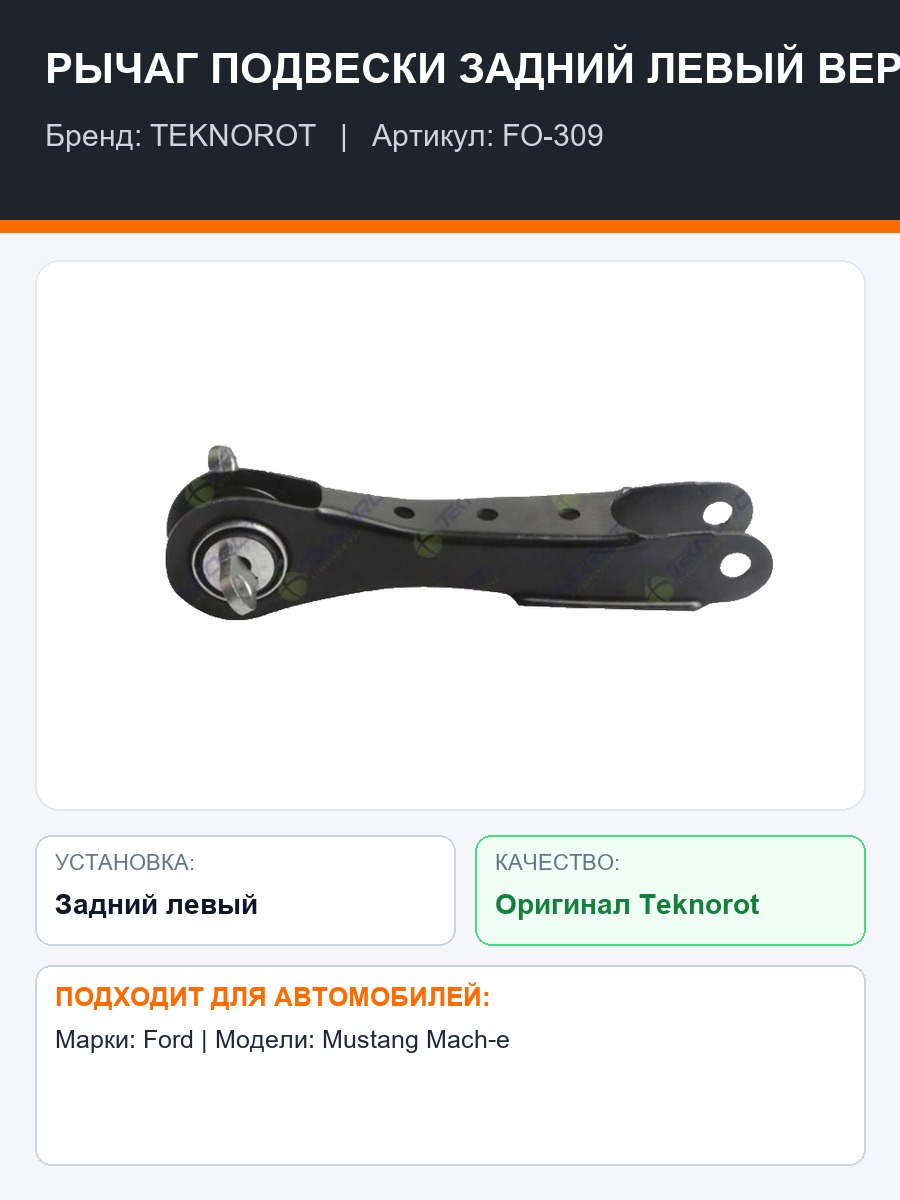 РЫЧАГ ПОДВЕСКИ ЗАДНИЙ ЛЕВЫЙ ВЕР
Бренд: TEKNOROT | Артикул: FO-309
УСТАНОВКА:
Задний левый
КАЧЕСТВО:
Оригинал Teknorot
ПОДХОДИТ ДЛЯ АВТОМОБИЛЕЙ:
Марки: Ford | Модели: Mustang Mach-e